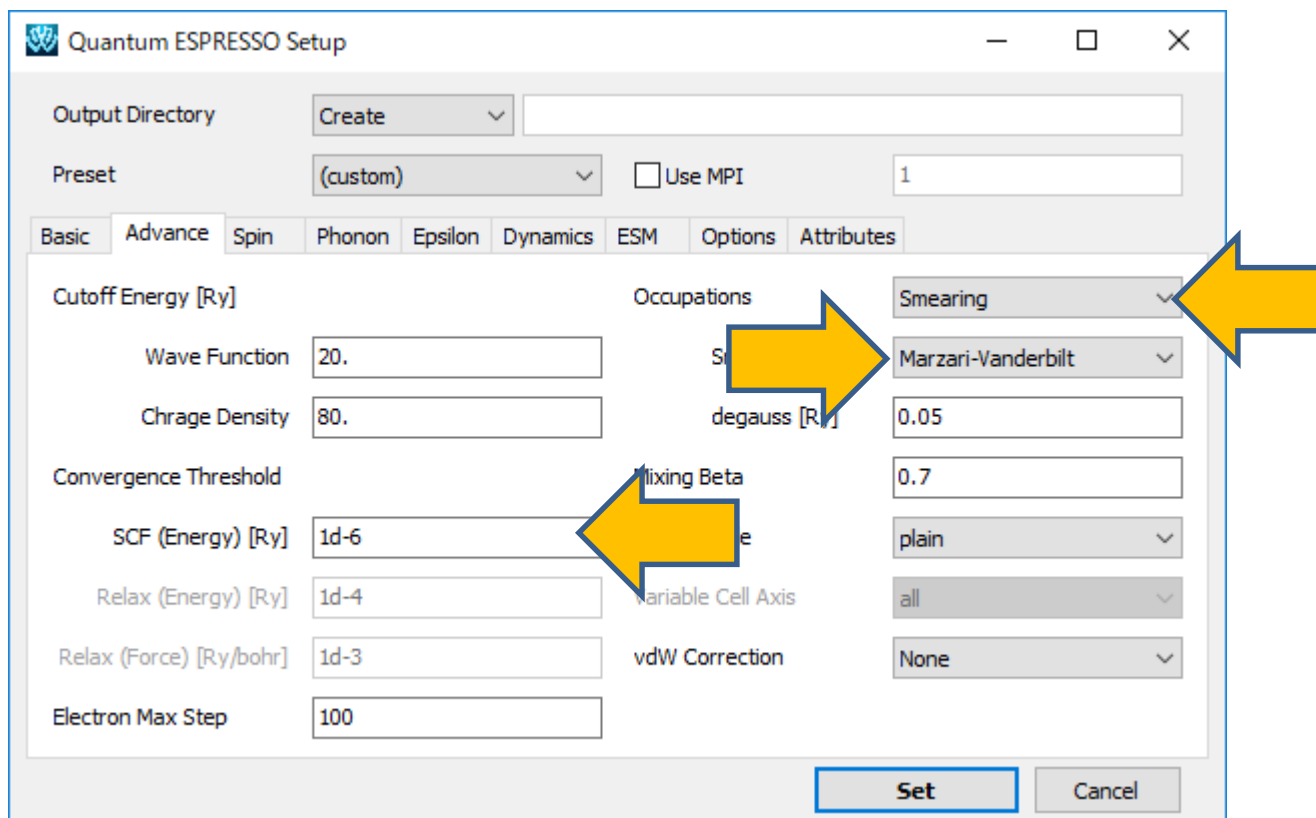 Quantum ESPRESSO Setup
Output Directory
Create
Preset
(custom)
Use MPI
1
Basic
Advance
Spin
Phonon
Epsilon
Dynamics
ESM
Options
Attributes
Cutoff Energy [Ry]
Occupations
Smearing
Wave Function
20.
Marzari-Vanderbilt
Chrage Density
80.
degauss
0.05
Convergence Threshold
Mixing Beta
0.7
SCF (Energy) [Ry]
1d-6
plain
Relax (Energy) [Ry]
1d-4
Variable Cell Axis
all
Relax (Force) [Ry/bohr]
1d-3
vdW Correction
None
Electron Max Step
100
Set
Cancel